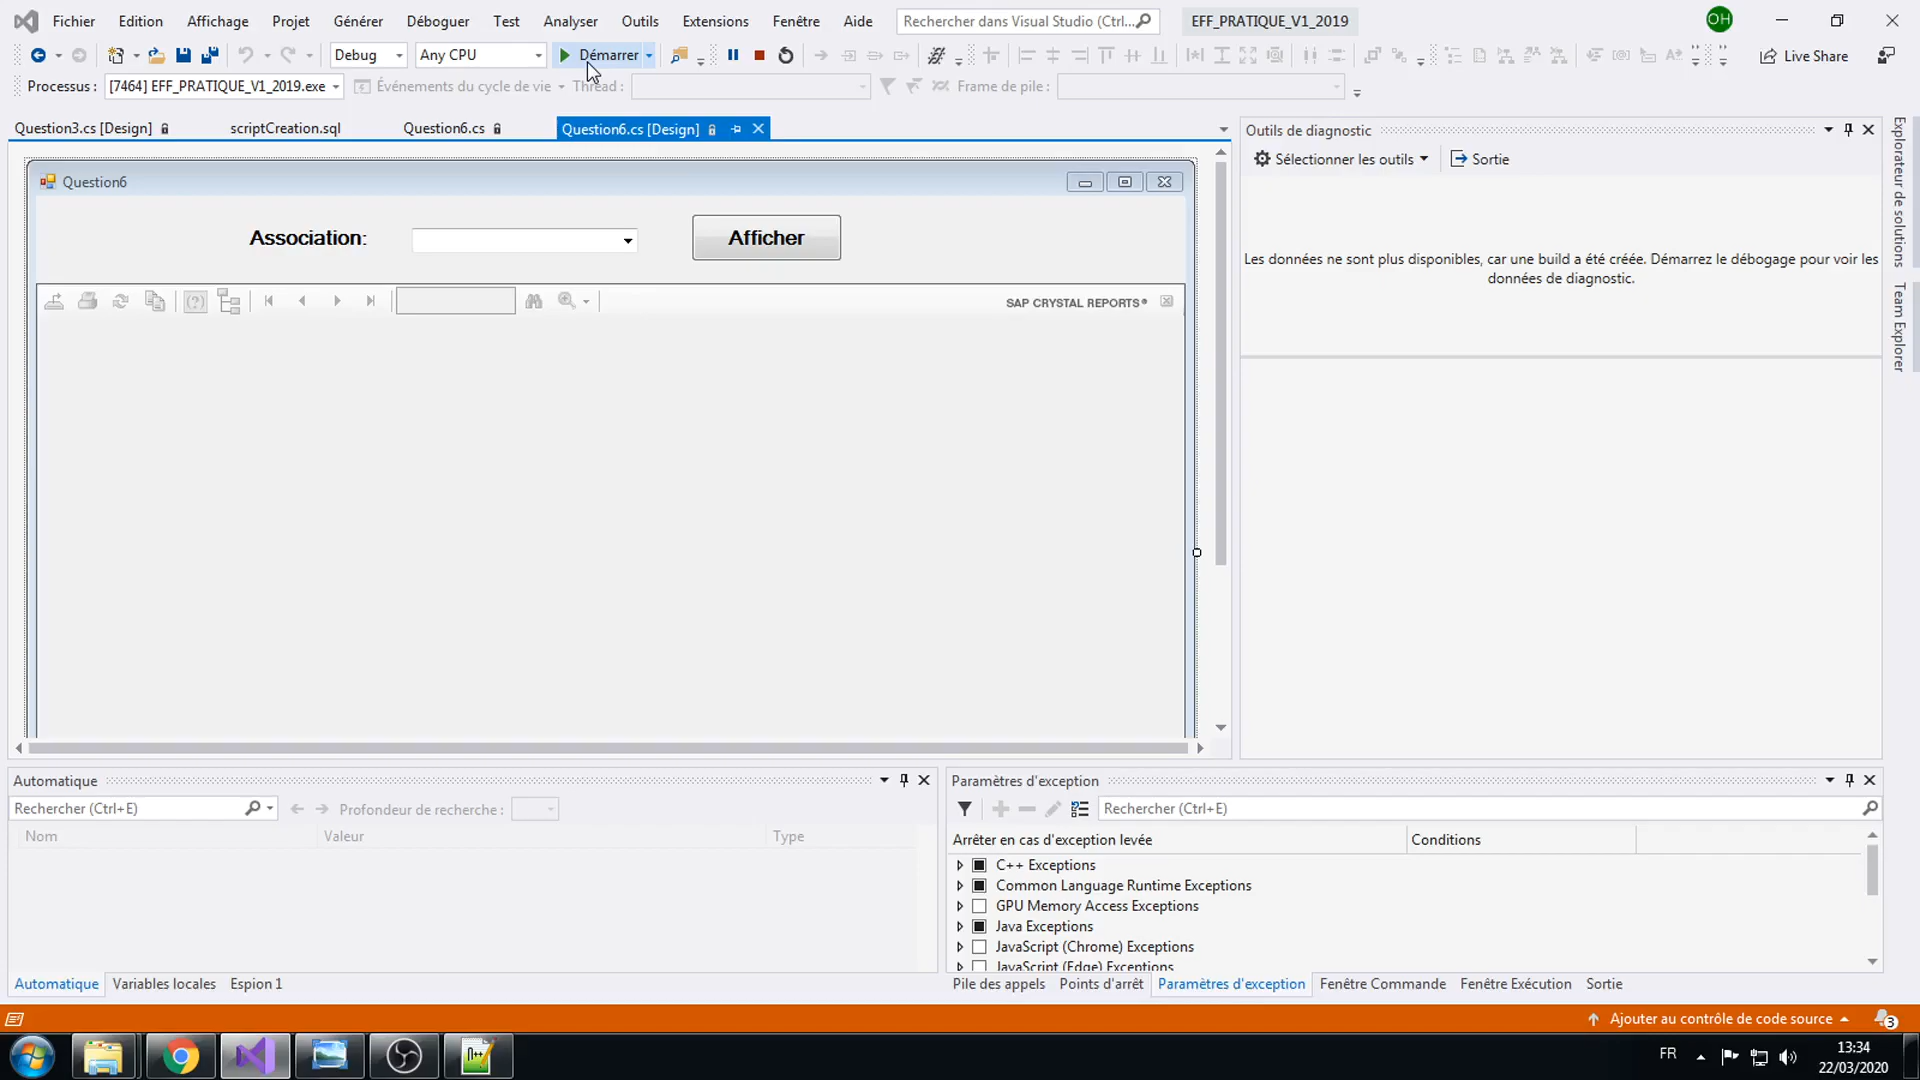 Fichier Edition Affichage Projet Générer Déboguer Test Analyser Outils Extensions Fenêtre Aide Rechercher dans Visual Studio (Ctrl... EFF_PRATIQUE_V1_2019 OH
Debug Any CPU Démarrer Live Share
Processus : [7464] EFF_PRATIQUE_V1_2019.exe Événements du cycle de vie Thread : Frame de pile :
Question3.cs [Design] scriptCreation.sql Question6.cs Question6.cs [Design]
Outils de diagnostic
Sélectionner les outils Sortie
Question6
Association: Afficher
SAP CRYSTAL REPORTS®
Les données ne sont plus disponibles, car une build a été créée. Démarrez le débogage pour voir les
données de diagnostic.
Explorateur de solutions
Team Explorer
Automatique
Rechercher (Ctrl+E) Profondeur de recherche :
Nom Valeur Type
Automatique Variables locales Espion 1
Paramètres d'exception
Rechercher (Ctrl+E)
Arrêter en cas d'exception levée Conditions
C++ Exceptions
Common Language Runtime Exceptions
GPU Memory Access Exceptions
Java Exceptions
JavaScript (Chrome) Exceptions
JavaScript (Edge) Exceptions
Pile des appels Points d'arrêt Paramètres d'exception Fenêtre Commande Fenêtre Exécution Sortie
Ajouter au contrôle de code source 3
FR 13:34
22/03/2020